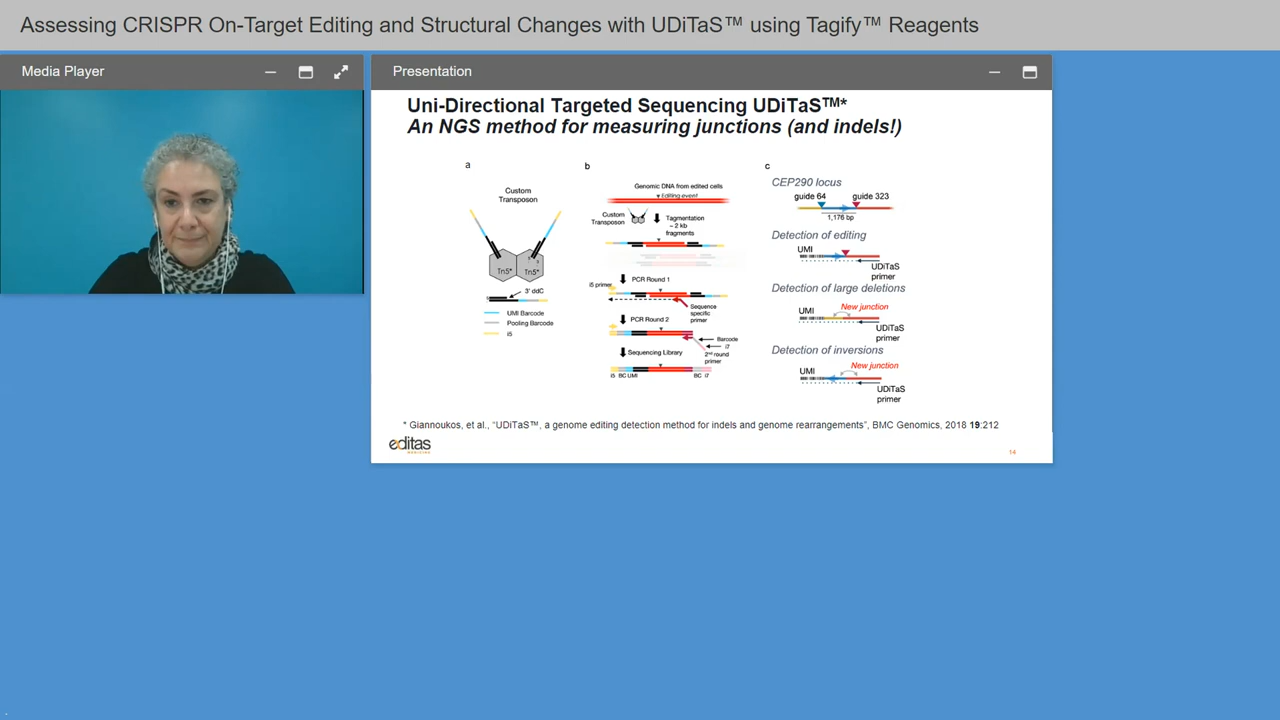 Assessing CRISPR On-Target Editing and Structural Changes with UDiTaS™ using Tagify™ Reagents
Media Player
Presentation
Uni-Directional Targeted Sequencing UDiTaS™*
An NGS method for measuring junctions (and indels!)
a
Custom
Transposon
Tn5*
Tn5*
3' ddC
UMI Barcode
Pooling Barcode
i5
b
Genomic DNA from edited cells
Editing event
Custom
Transposon
Tagmentation
~ 2 kb
fragments
PCR Round 1
i5 primer
Sequence
specific
primer
PCR Round 2
Barcode
i7
2nd round
primer
Sequencing Library
i5 BC UMI
BC i7
c
CEP290 locus
guide 64
guide 323
1,176 bp
Detection of editing
UMI
UDiTaS
primer
Detection of large deletions
New junction
UMI
UDiTaS
primer
Detection of inversions
New junction
UMI
UDiTaS
primer
* Giannoukos, et al., “UDiTaS™, a genome editing detection method for indels and genome rearrangements”, BMC Genomics, 2018 19:212
editas
14